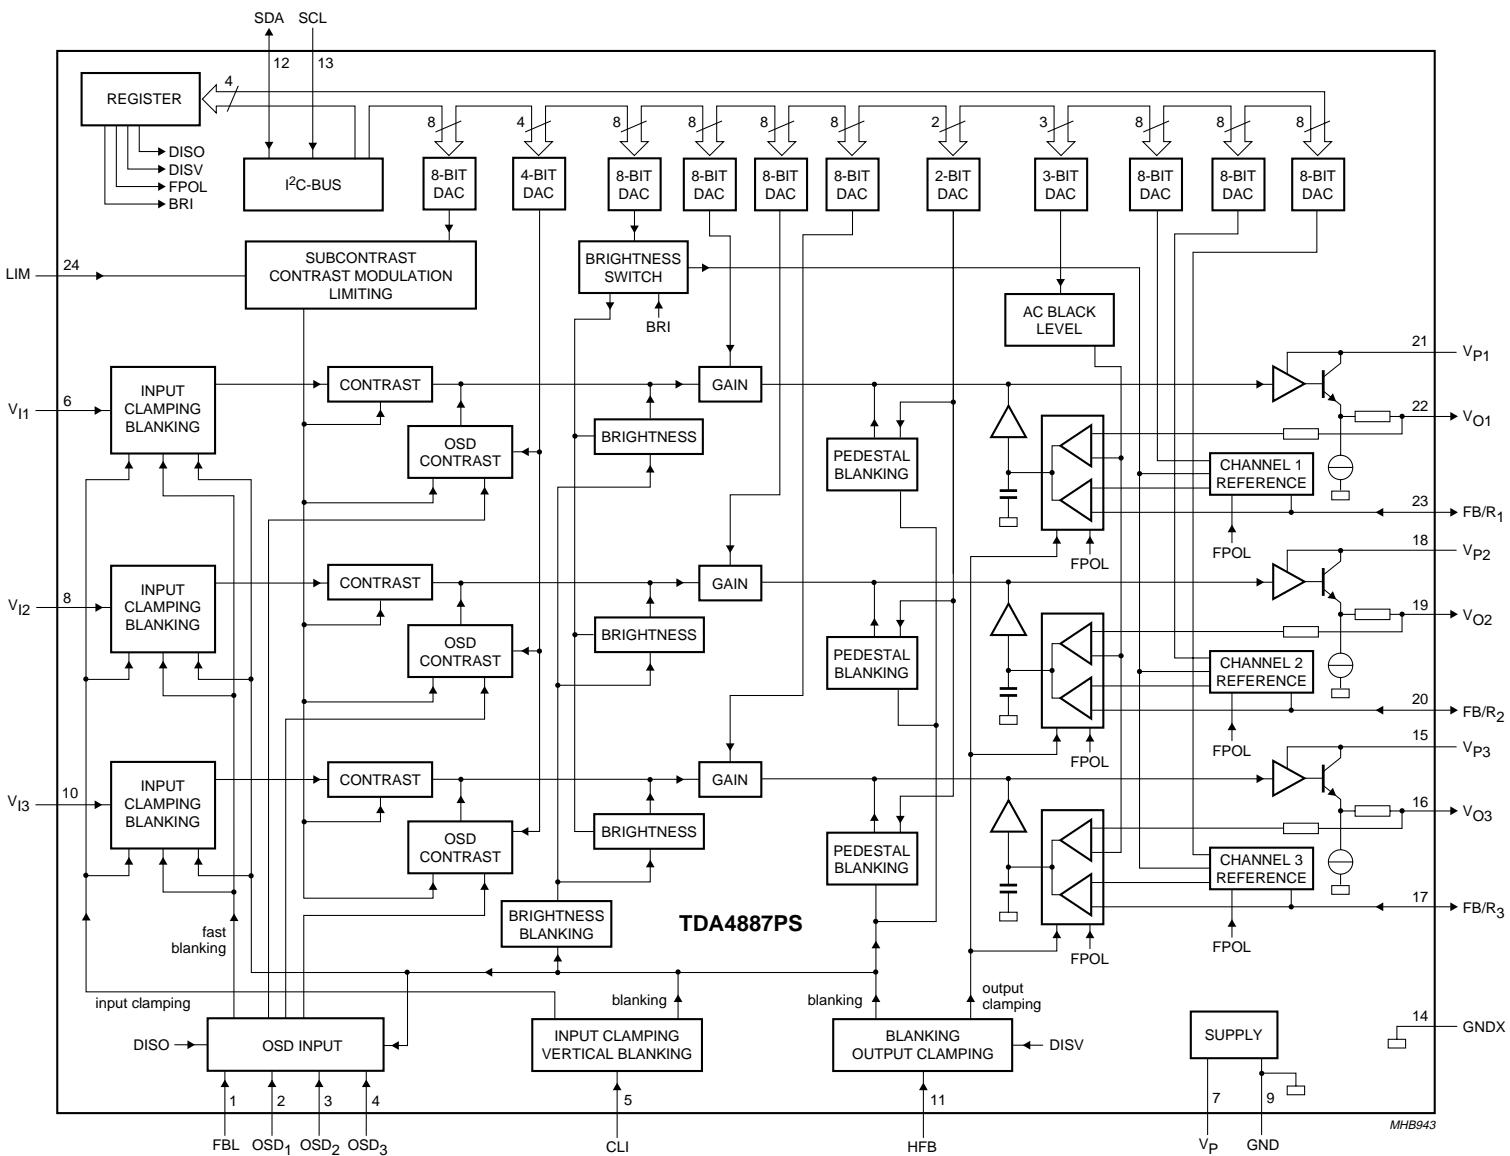 SDA SCL
12 13
REGISTER
4
8 4 8 8 8 8 2 3 8 8 8
DISO
DISV
FPOL
BRI
I2C-BUS
8-BIT
DAC
4-BIT
DAC
8-BIT
DAC
8-BIT
DAC
8-BIT
DAC
8-BIT
DAC
2-BIT
DAC
3-BIT
DAC
8-BIT
DAC
8-BIT
DAC
8-BIT
DAC
LIM 24
SUBCONTRAST
CONTRAST MODULATION
LIMITING
BRIGHTNESS
SWITCH
BRI
AC BLACK
LEVEL
VI1 6
INPUT
CLAMPING
BLANKING
CONTRAST
OSD
CONTRAST
BRIGHTNESS
GAIN
PEDESTAL
BLANKING
FPOL
CHANNEL 1
REFERENCE
FPOL
21 VP1
22 VO1
23 FB/R1
VI2 8
INPUT
CLAMPING
BLANKING
CONTRAST
OSD
CONTRAST
BRIGHTNESS
GAIN
PEDESTAL
BLANKING
FPOL
CHANNEL 2
REFERENCE
FPOL
18 VP2
19 VO2
20 FB/R2
VI3 10
INPUT
CLAMPING
BLANKING
CONTRAST
OSD
CONTRAST
BRIGHTNESS
GAIN
PEDESTAL
BLANKING
FPOL
CHANNEL 3
REFERENCE
FPOL
15 VP3
16 VO3
17 FB/R3
BRIGHTNESS
BLANKING
TDA4887PS
fast
blanking
input clamping
blanking
blanking
output
clamping
DISO
OSD INPUT
INPUT CLAMPING
VERTICAL BLANKING
BLANKING
OUTPUT CLAMPING
DISV
SUPPLY
14 GNDX
1 2 3 4 5 11 7 9
FBL OSD1 OSD2 OSD3 CLI HFB VP GND
MHB943